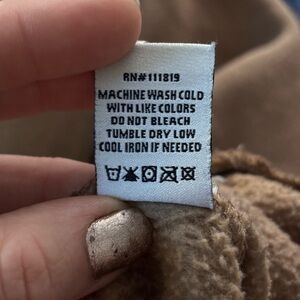 RN#111819
MACHINE WASH COLD
WITH LIKE COLORS
DO NOT BLEACH
TUMBLE DRY LOW
COOL IRON IF NEEDED